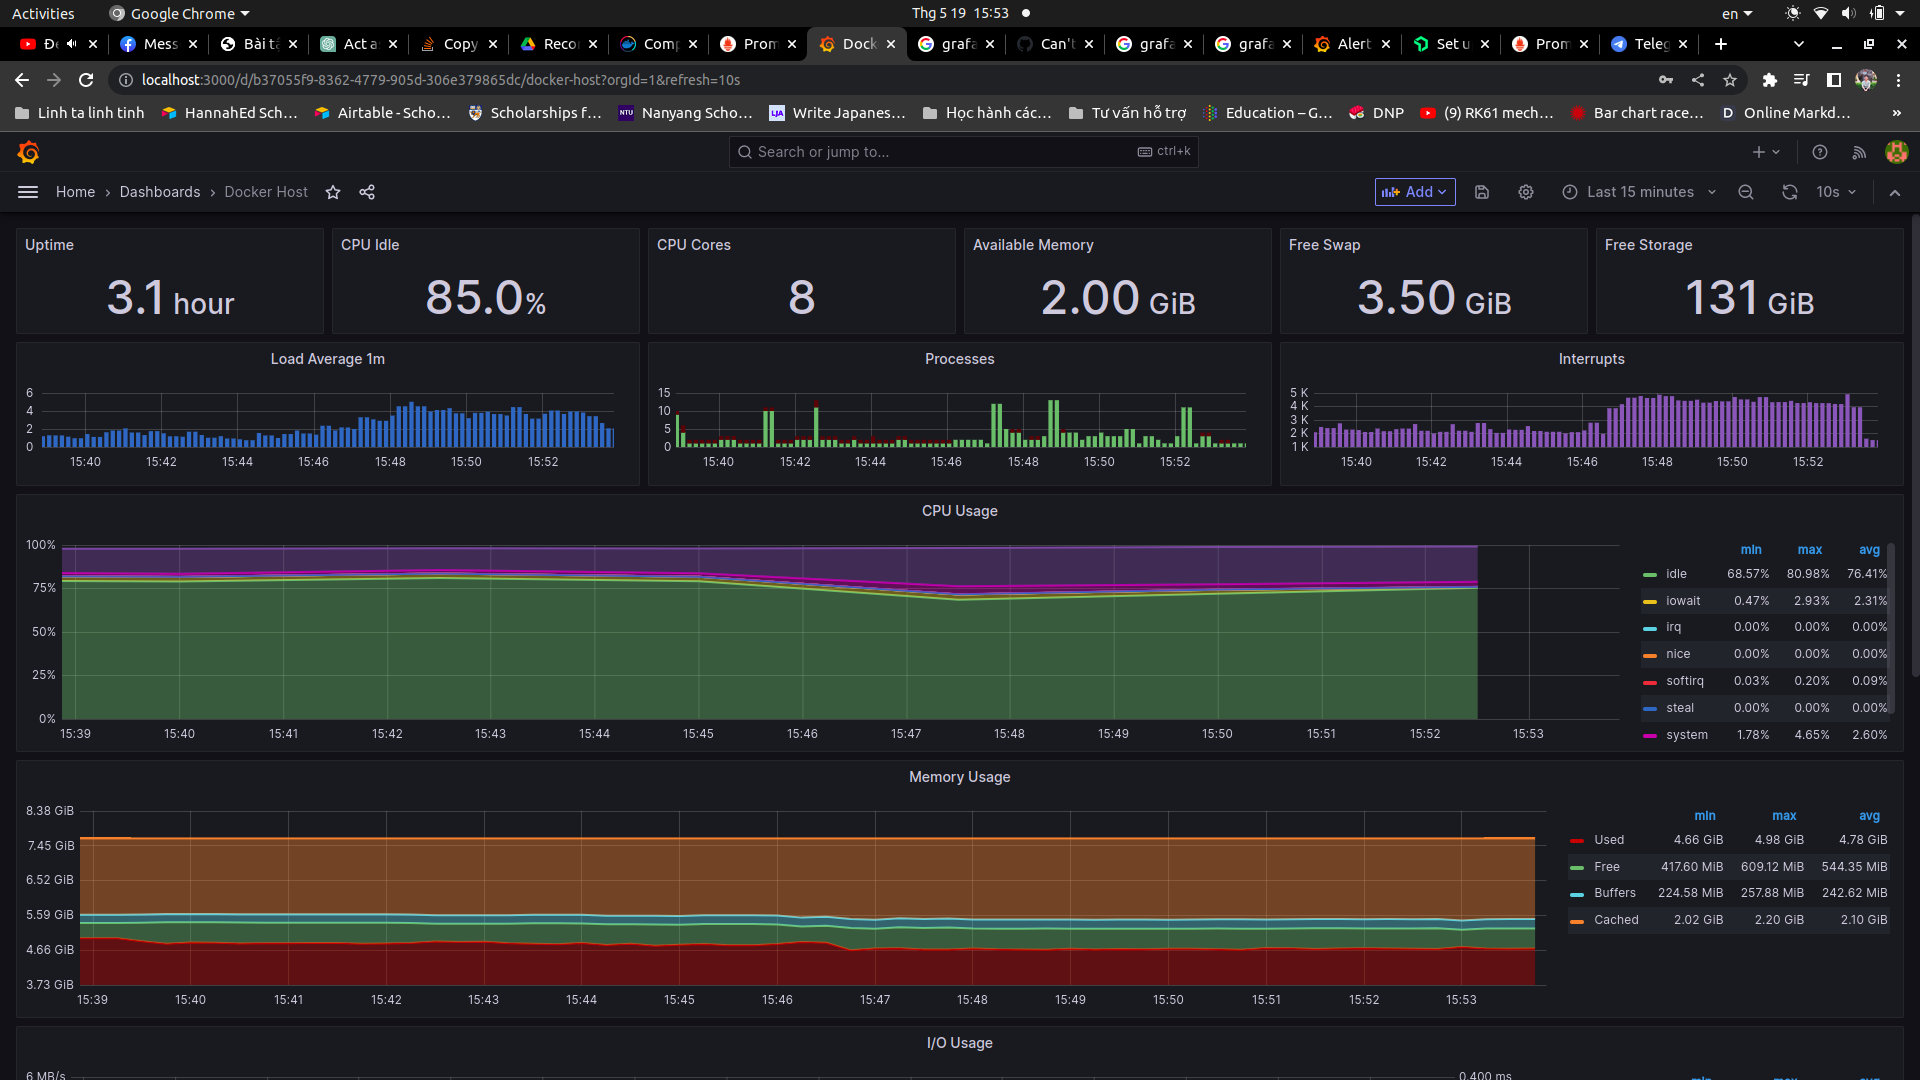 Activities
Google Chrome
Thg 5 19 15:53
en
Mess
Bài tậ
Act a
Copy
Reco
Comp
Prom
Dock
grafa
Can't
grafa
grafa
Alert
Set u
Prom
Teleg
localhost:3000/d/b37055f9-8362-4779-905d-306e379865dc/docker-host?orgId=1&refresh=10s
Linh ta linh tinh
HannahEd Sch…
Airtable - Scho…
Scholarships f…
NTU
Nanyang Scho…
LJA
Write Japanes…
Học hành các…
Tư vấn hỗ trợ
Education – G…
DNP
(9) RK61 mech…
Bar chart race…
D
Online Markd…
»
Search or jump to...
ctrl+k
Home › Dashboards › Docker Host
Add
Last 15 minutes
10s
Uptime
3.1 hour
CPU Idle
85.0%
CPU Cores
8
Available Memory
2.00 GiB
Free Swap
3.50 GiB
Free Storage
131 GiB
Load Average 1m
6
4
2
0
15:40 15:42 15:44 15:46 15:48 15:50 15:52
Processes
15
10
5
0
15:40 15:42 15:44 15:46 15:48 15:50 15:52
Interrupts
5 K
4 K
3 K
2 K
1 K
15:40 15:42 15:44 15:46 15:48 15:50 15:52
CPU Usage
100%
75%
50%
25%
0%
15:39 15:40 15:41 15:42 15:43 15:44 15:45 15:46 15:47 15:48 15:49 15:50 15:51 15:52 15:53
min max avg
idle 68.57% 80.98% 76.41%
iowait 0.47% 2.93% 2.31%
irq 0.00% 0.00% 0.00%
nice 0.00% 0.00% 0.00%
softirq 0.03% 0.20% 0.09%
steal 0.00% 0.00% 0.00%
system 1.78% 4.65% 2.60%
Memory Usage
8.38 GiB
7.45 GiB
6.52 GiB
5.59 GiB
4.66 GiB
3.73 GiB
15:39 15:40 15:41 15:42 15:43 15:44 15:45 15:46 15:47 15:48 15:49 15:50 15:51 15:52 15:53
min max avg
Used 4.66 GiB 4.98 GiB 4.78 GiB
Free 417.60 MiB 609.12 MiB 544.35 MiB
Buffers 224.58 MiB 257.88 MiB 242.62 MiB
Cached 2.02 GiB 2.20 GiB 2.10 GiB
I/O Usage
6 MB/s
0.400 ms